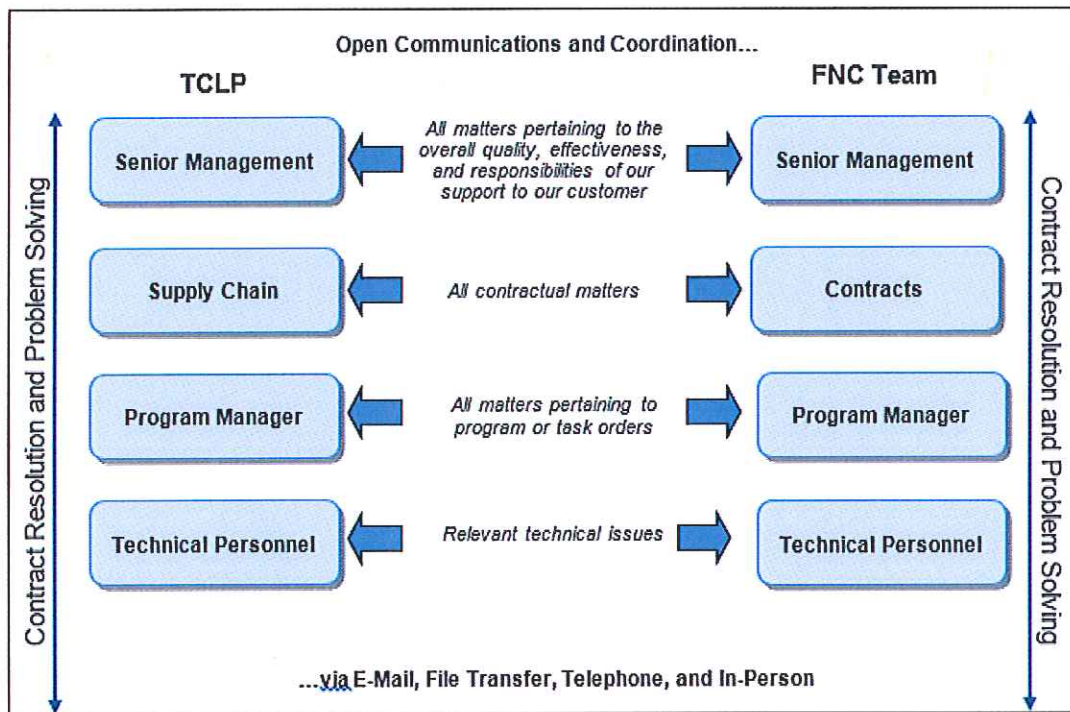 Open Communications and Coordination...
TCLP
FNC Team
Senior Management
All matters pertaining to the
overall quality, effectiveness,
and responsibilities of our
support to our customer
Senior Management
Supply Chain
All contractual matters
Contracts
Program Manager
All matters pertaining to
program or task orders
Program Manager
Technical Personnel
Relevant technical issues
Technical Personnel
Contract Resolution and Problem Solving
Contract Resolution and Problem Solving
...via E-Mail, File Transfer, Telephone, and In-Person